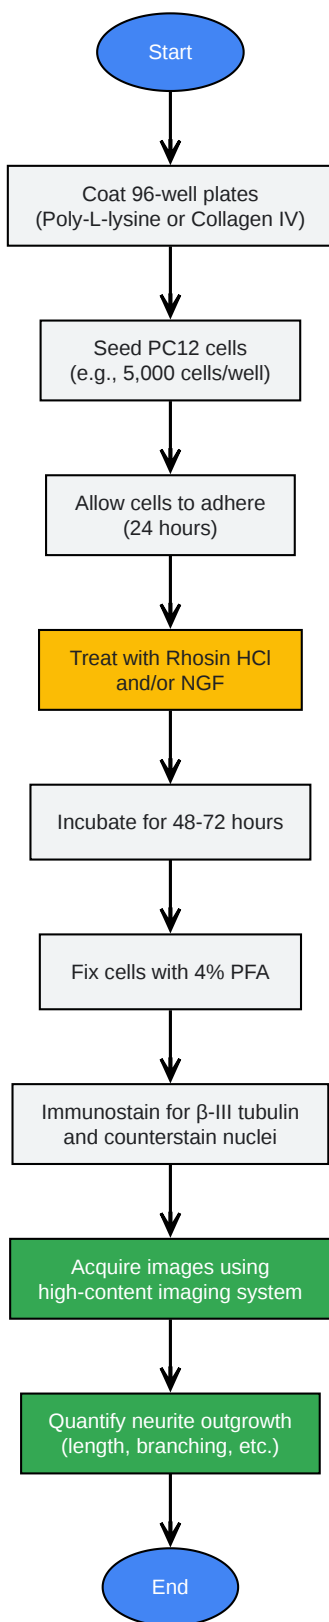 Start
Coat 96-well plates
(Poly-L-lysine or Collagen IV)
Seed PC12 cells
(e.g., 5,000 cells/well)
Allow cells to adhere
(24 hours)
Treat with Rhosin HCl
and/or NGF
Incubate for 48-72 hours
Fix cells with 4% PFA
Immunostain for β-III tubulin
and counterstain nuclei
Acquire images using
high-content imaging system
Quantify neurite outgrowth
(length, branching, etc.)
End